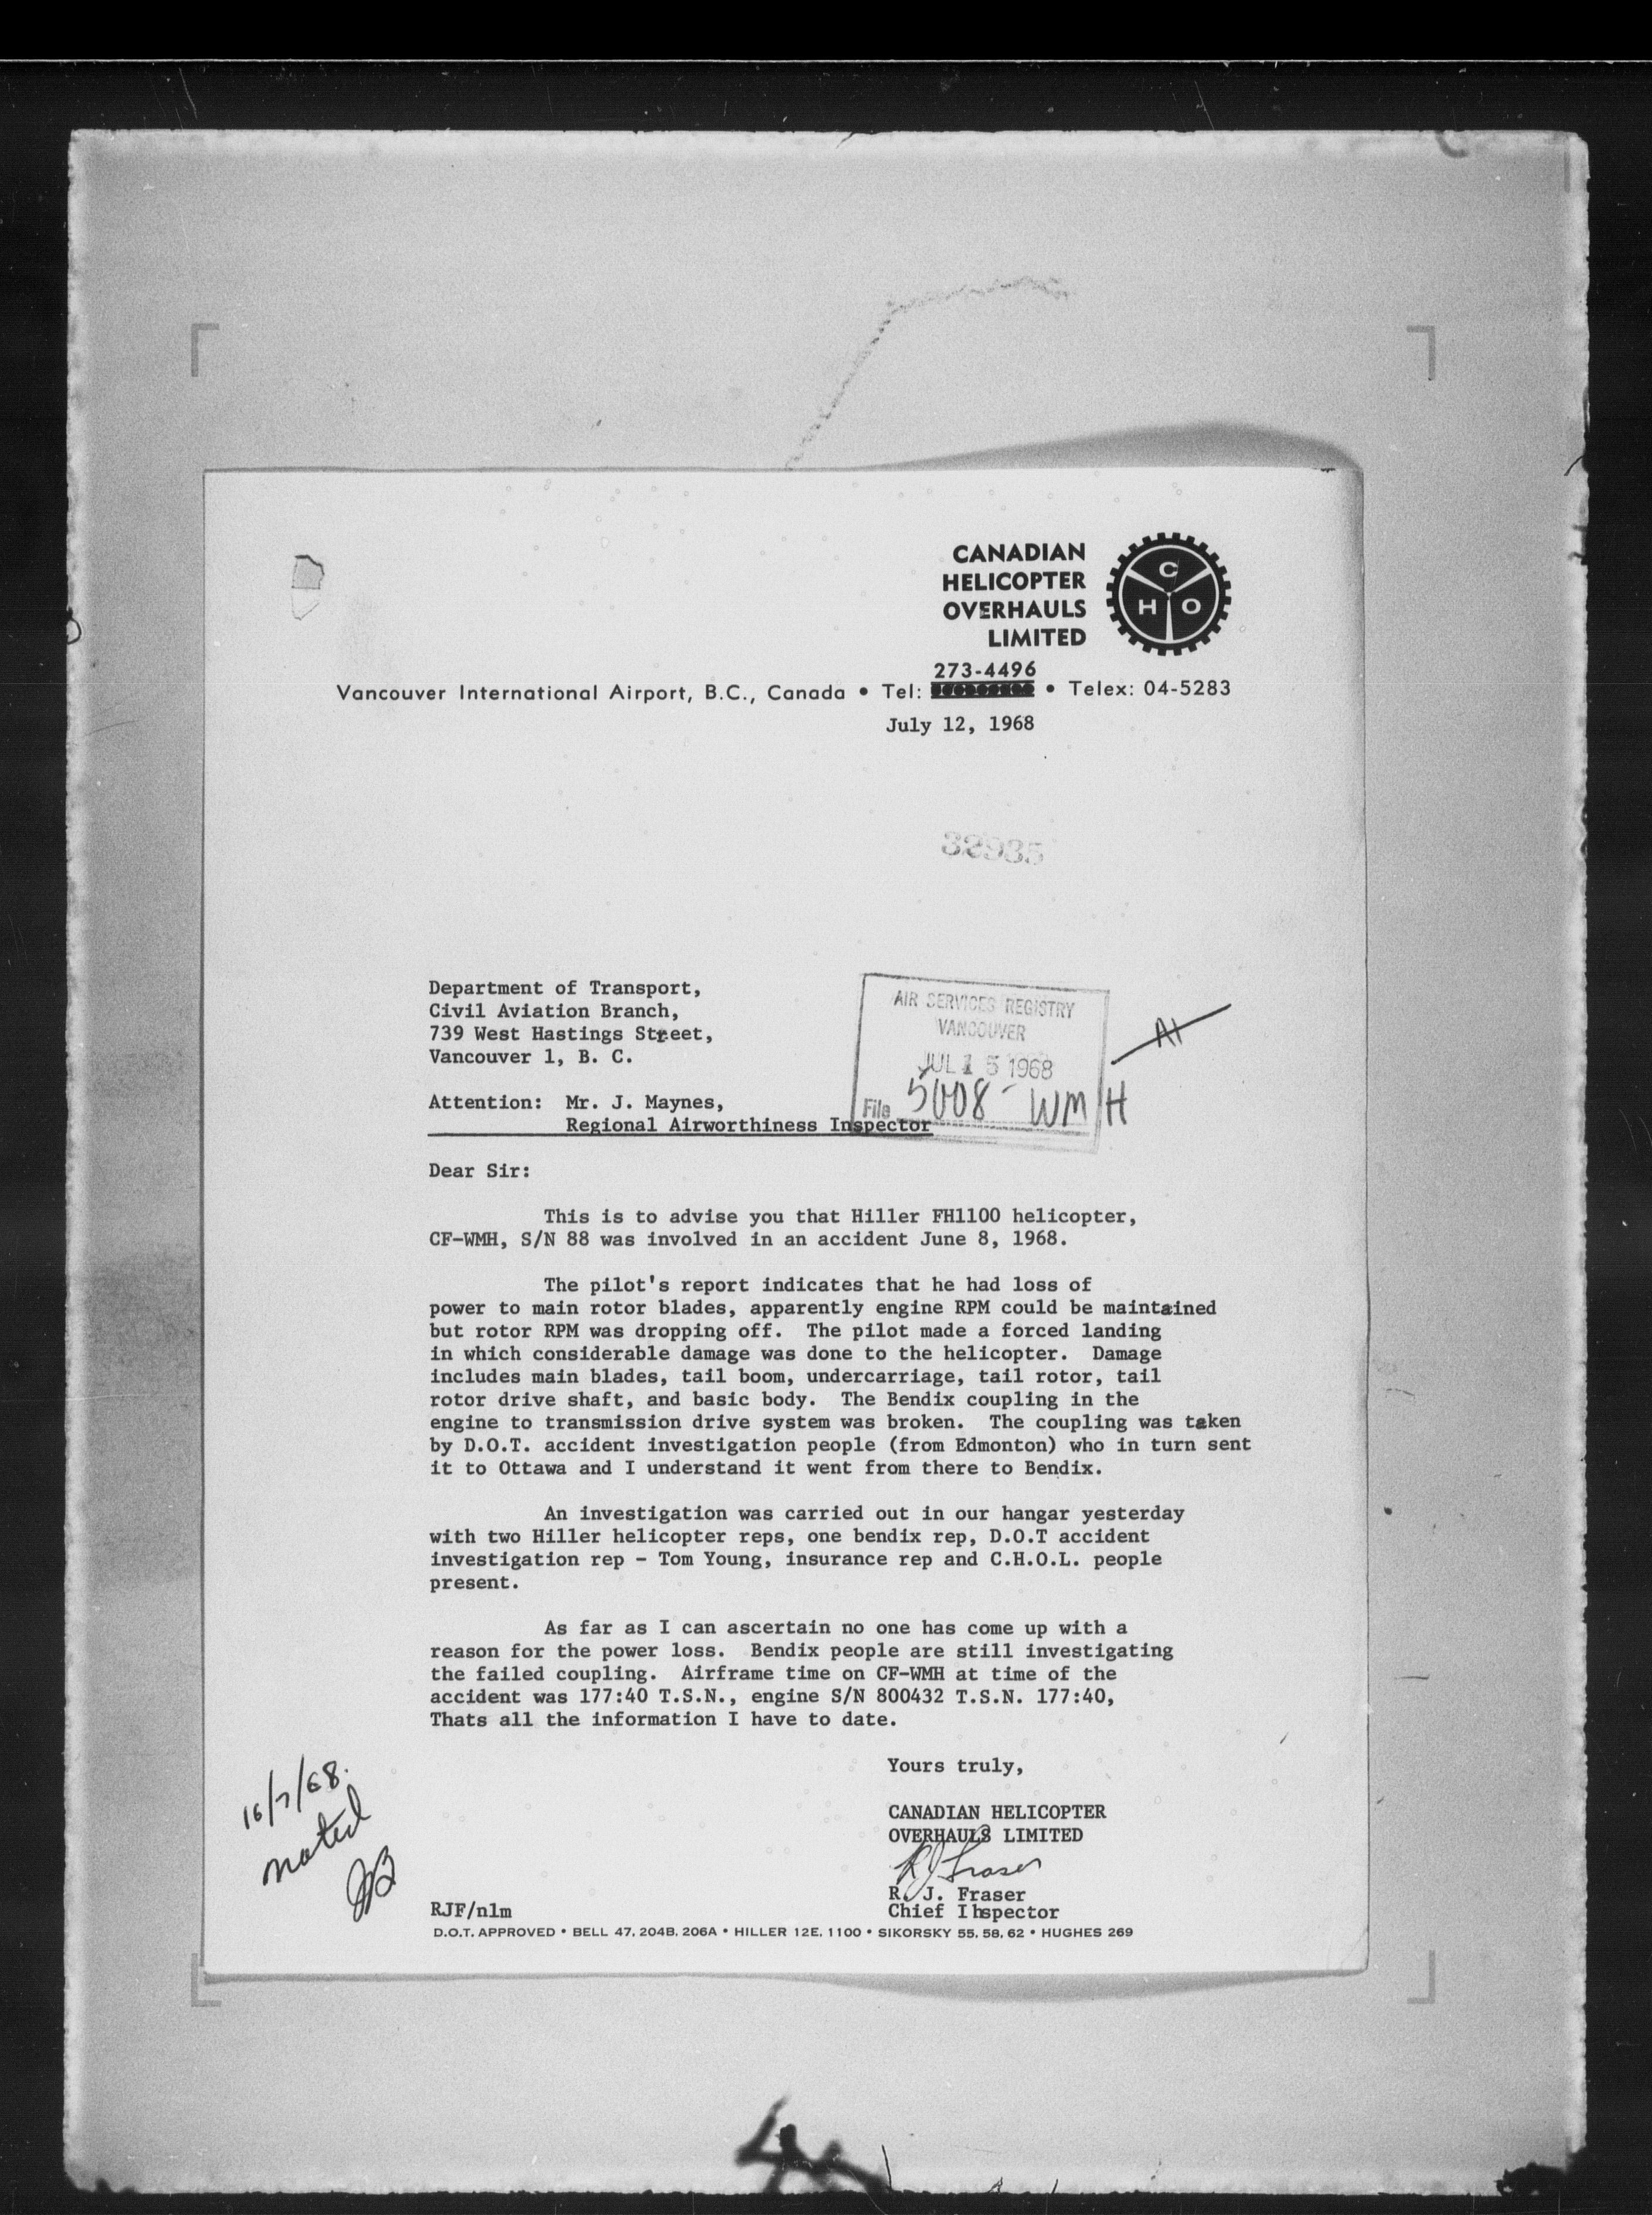 CANADIAN
HELICOPTER
OVERHAULS
LIMITED
C
H O
273-4496
Vancouver International Airport, B.C., Canada • Tel: • Telex: 04-5283
July 12, 1968
32935
Department of Transport,
Civil Aviation Branch,
739 West Hastings Street,
Vancouver 1, B. C.
AIR SERVICES REGISTRY
VANCOUVER
JUL 15 1968
File 5008-WMH
A1
Attention: Mr. J. Maynes,
Regional Airworthiness Inspector
Dear Sir:
This is to advise you that Hiller FH1100 helicopter,
CF-WMH, S/N 88 was involved in an accident June 8, 1968.
The pilot's report indicates that he had loss of
power to main rotor blades, apparently engine RPM could be maintained
but rotor RPM was dropping off. The pilot made a forced landing
in which considerable damage was done to the helicopter. Damage
includes main blades, tail boom, undercarriage, tail rotor, tail
rotor drive shaft, and basic body. The Bendix coupling in the
engine to transmission drive system was broken. The coupling was taken
by D.O.T. accident investigation people (from Edmonton) who in turn sent
it to Ottawa and I understand it went from there to Bendix.
An investigation was carried out in our hangar yesterday
with two Hiller helicopter reps, one bendix rep, D.O.T accident
investigation rep - Tom Young, insurance rep and C.H.O.L. people
present.
As far as I can ascertain no one has come up with a
reason for the power loss. Bendix people are still investigating
the failed coupling. Airframe time on CF-WMH at time of the
accident was 177:40 T.S.N., engine S/N 800432 T.S.N. 177:40,
Thats all the information I have to date.
Yours truly,
CANADIAN HELICOPTER
OVERHAULS LIMITED
RJ Fraser
R. J. Fraser
Chief Ihspector
16/7/68.
noted
JB
RJF/nlm
D.O.T. APPROVED • BELL 47, 204B, 206A • HILLER 12E, 1100 • SIKORSKY 55, 58, 62 • HUGHES 269